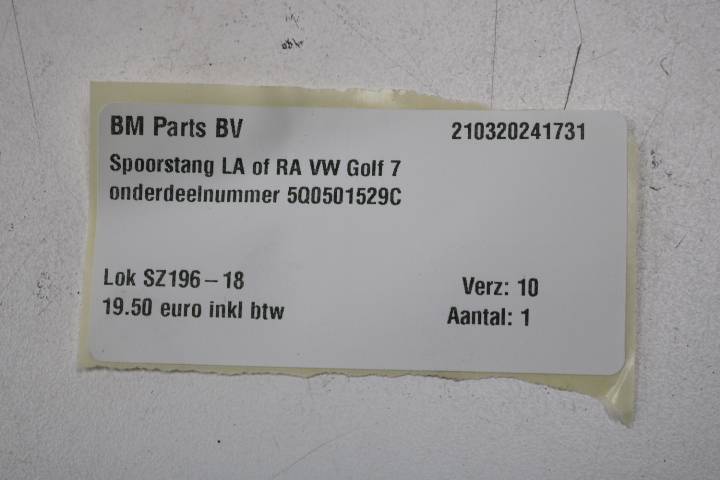 BM Parts BV 210320241731
Spoorstang LA of RA VW Golf 7
onderdeelnummer 5Q0501529C
Lok SZ196-18 Verz: 10
19.50 euro inkl btw Aantal: 1